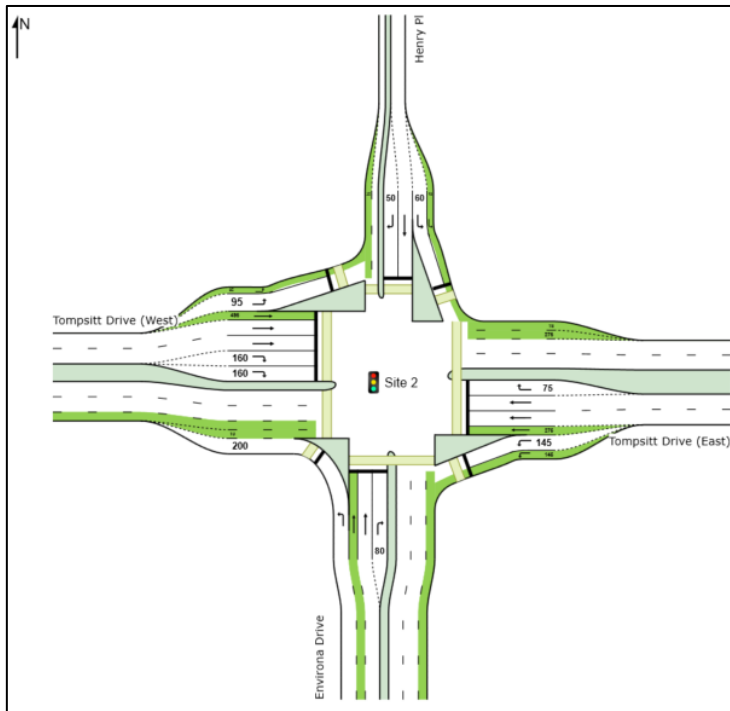 N
Henry Pl
50
60
95
Tompsitt Drive (West)
160
160
75
Site 2
200
145
Tompsitt Drive (East)
80
Environa Drive